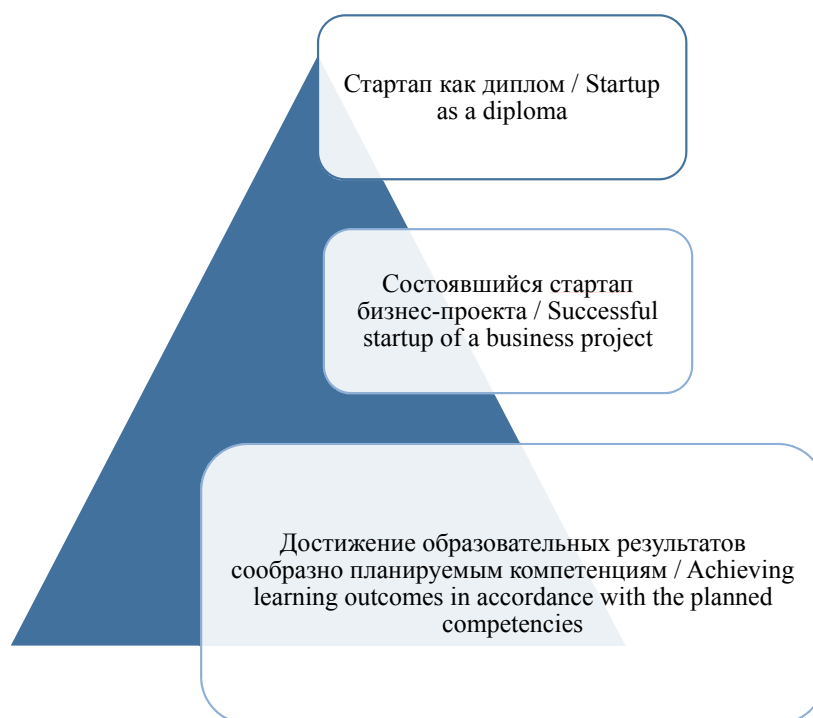 Стартап как диплом / Startup
as a diploma
Состоявшийся стартап
бизнес-проекта / Successful
startup of a business project
Достижение образовательных результатов
сообразно планируемым компетенциям / Achieving
learning outcomes in accordance with the planned
competencies